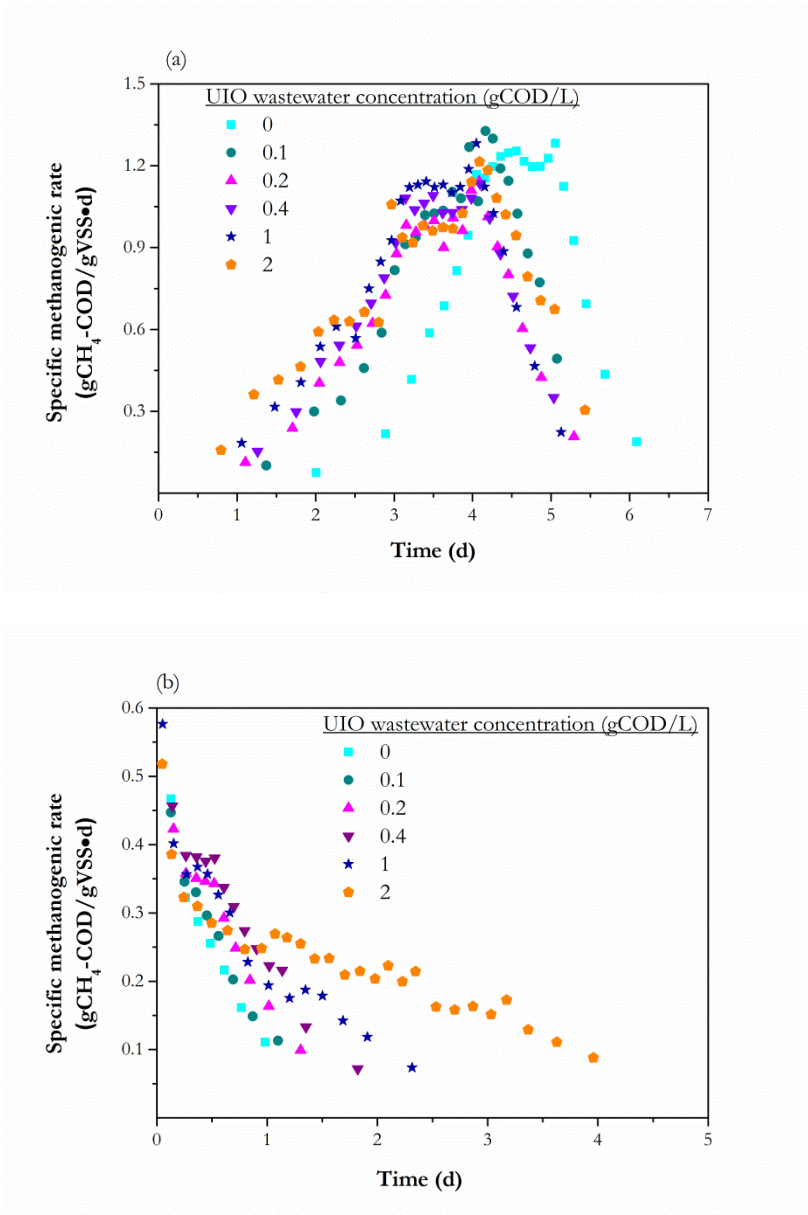 (a)
UIO wastewater concentration (gCOD/L)
0
0.1
0.2
0.4
1
2
1.5
1.2
0.9
0.6
0.3
0 1 2 3 4 5 6 7
Time (d)
Specific methanogenic rate
(gCH₄-COD/gVSS•d)
(b)
UIO wastewater concentration (gCOD/L)
0
0.1
0.2
0.4
1
2
0.6
0.5
0.4
0.3
0.2
0.1
0 1 2 3 4 5
Time (d)
Specific methanogenic rate
(gCH₄-COD/gVSS•d)